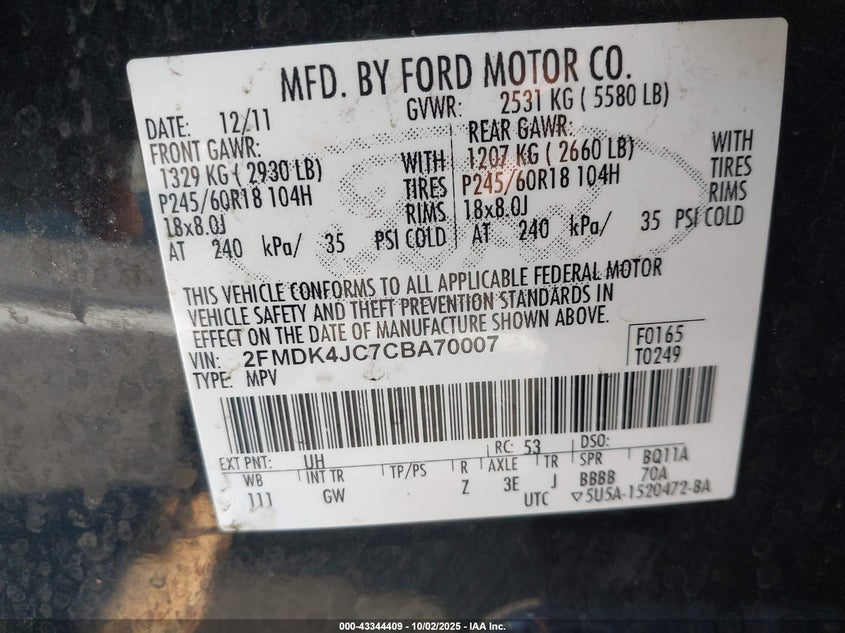 MFD. BY FORD MOTOR CO.
DATE: 12/11 GVWR: 2531 KG ( 5580 LB)
FRONT GAWR: REAR GAWR:
1329 KG ( 2930 LB) WITH 1207 KG ( 2660 LB) WITH
P245/60R18 104H TIRES P245/60R18 104H TIRES
18x8.0J RIMS 18x8.0J RIMS
AT 240 kPa/ 35 PSI COLD AT 240 kPa/ 35 PSI COLD
THIS VEHICLE CONFORMS TO ALL APPLICABLE FEDERAL MOTOR
VEHICLE SAFETY AND THEFT PREVENTION STANDARDS IN
EFFECT ON THE DATE OF MANUFACTURE SHOWN ABOVE.
VIN: 2FMDK4JC7CBA70007 F0165
TYPE: MPV T0249
EXT PNT: UH RC: 53 DSO:
WB INT TR TP/PS R AXLE TR SPR BQ11A
111 GW Z 3E J BBBB 70A
UTC ▽5U5A-1520472-BA
000-43344409 - 10/02/2025 - IAA Inc.